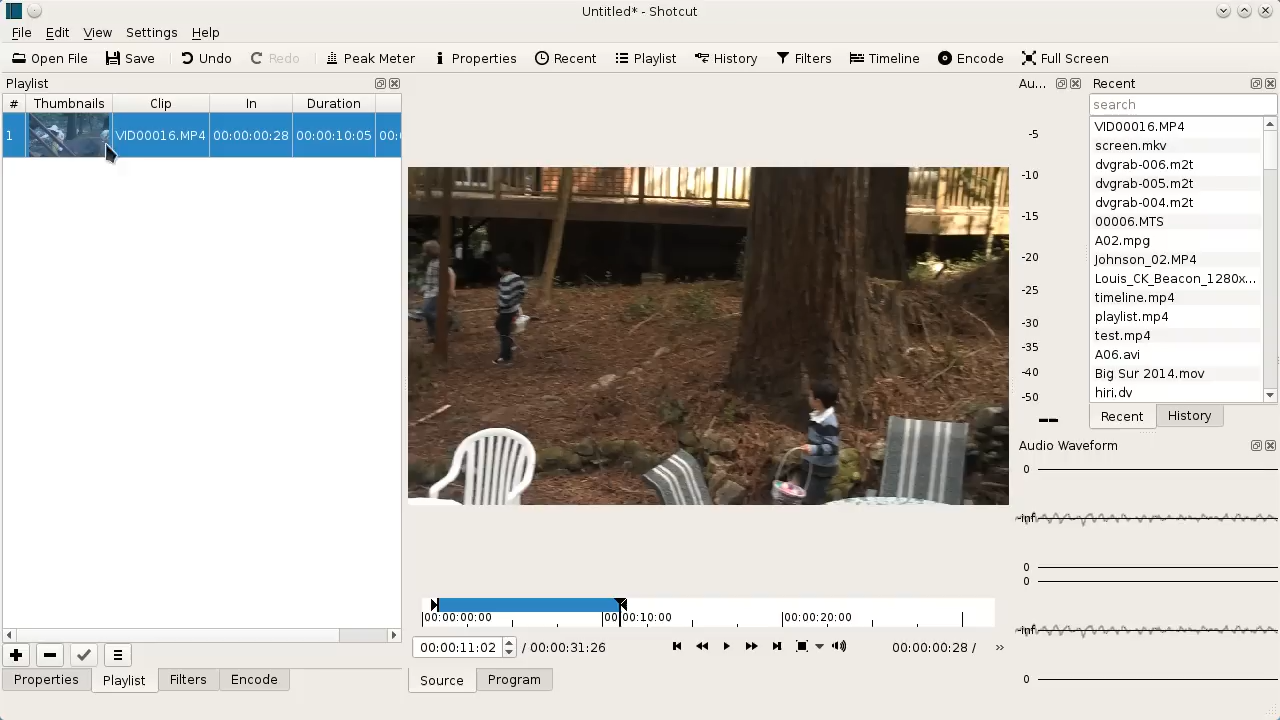 Untitled* - Shotcut
File Edit View Settings Help
Open File Save Undo Redo Peak Meter Properties Recent Playlist History Filters Timeline Encode Full Screen
Playlist
# Thumbnails Clip In Duration
1 VID00016.MP4 00:00:00:28 00:00:10:05 00:
Properties Playlist Filters Encode
00:00:00:00 00:00:10:00 00:00:20:00
00:00:11:02 / 00:00:31:26 00:00:00:28 / »
Source Program
Au...
-5
-10
-15
-20
-25
-30
-35
-40
-50
Recent
search
VID00016.MP4
screen.mkv
dvgrab-006.m2t
dvgrab-005.m2t
dvgrab-004.m2t
00006.MTS
A02.mpg
Johnson_02.MP4
Louis_CK_Beacon_1280x...
timeline.mp4
playlist.mp4
test.mp4
A06.avi
Big Sur 2014.mov
hiri.dv
Recent History
Audio Waveform
0
-inf
0
0
-inf
0